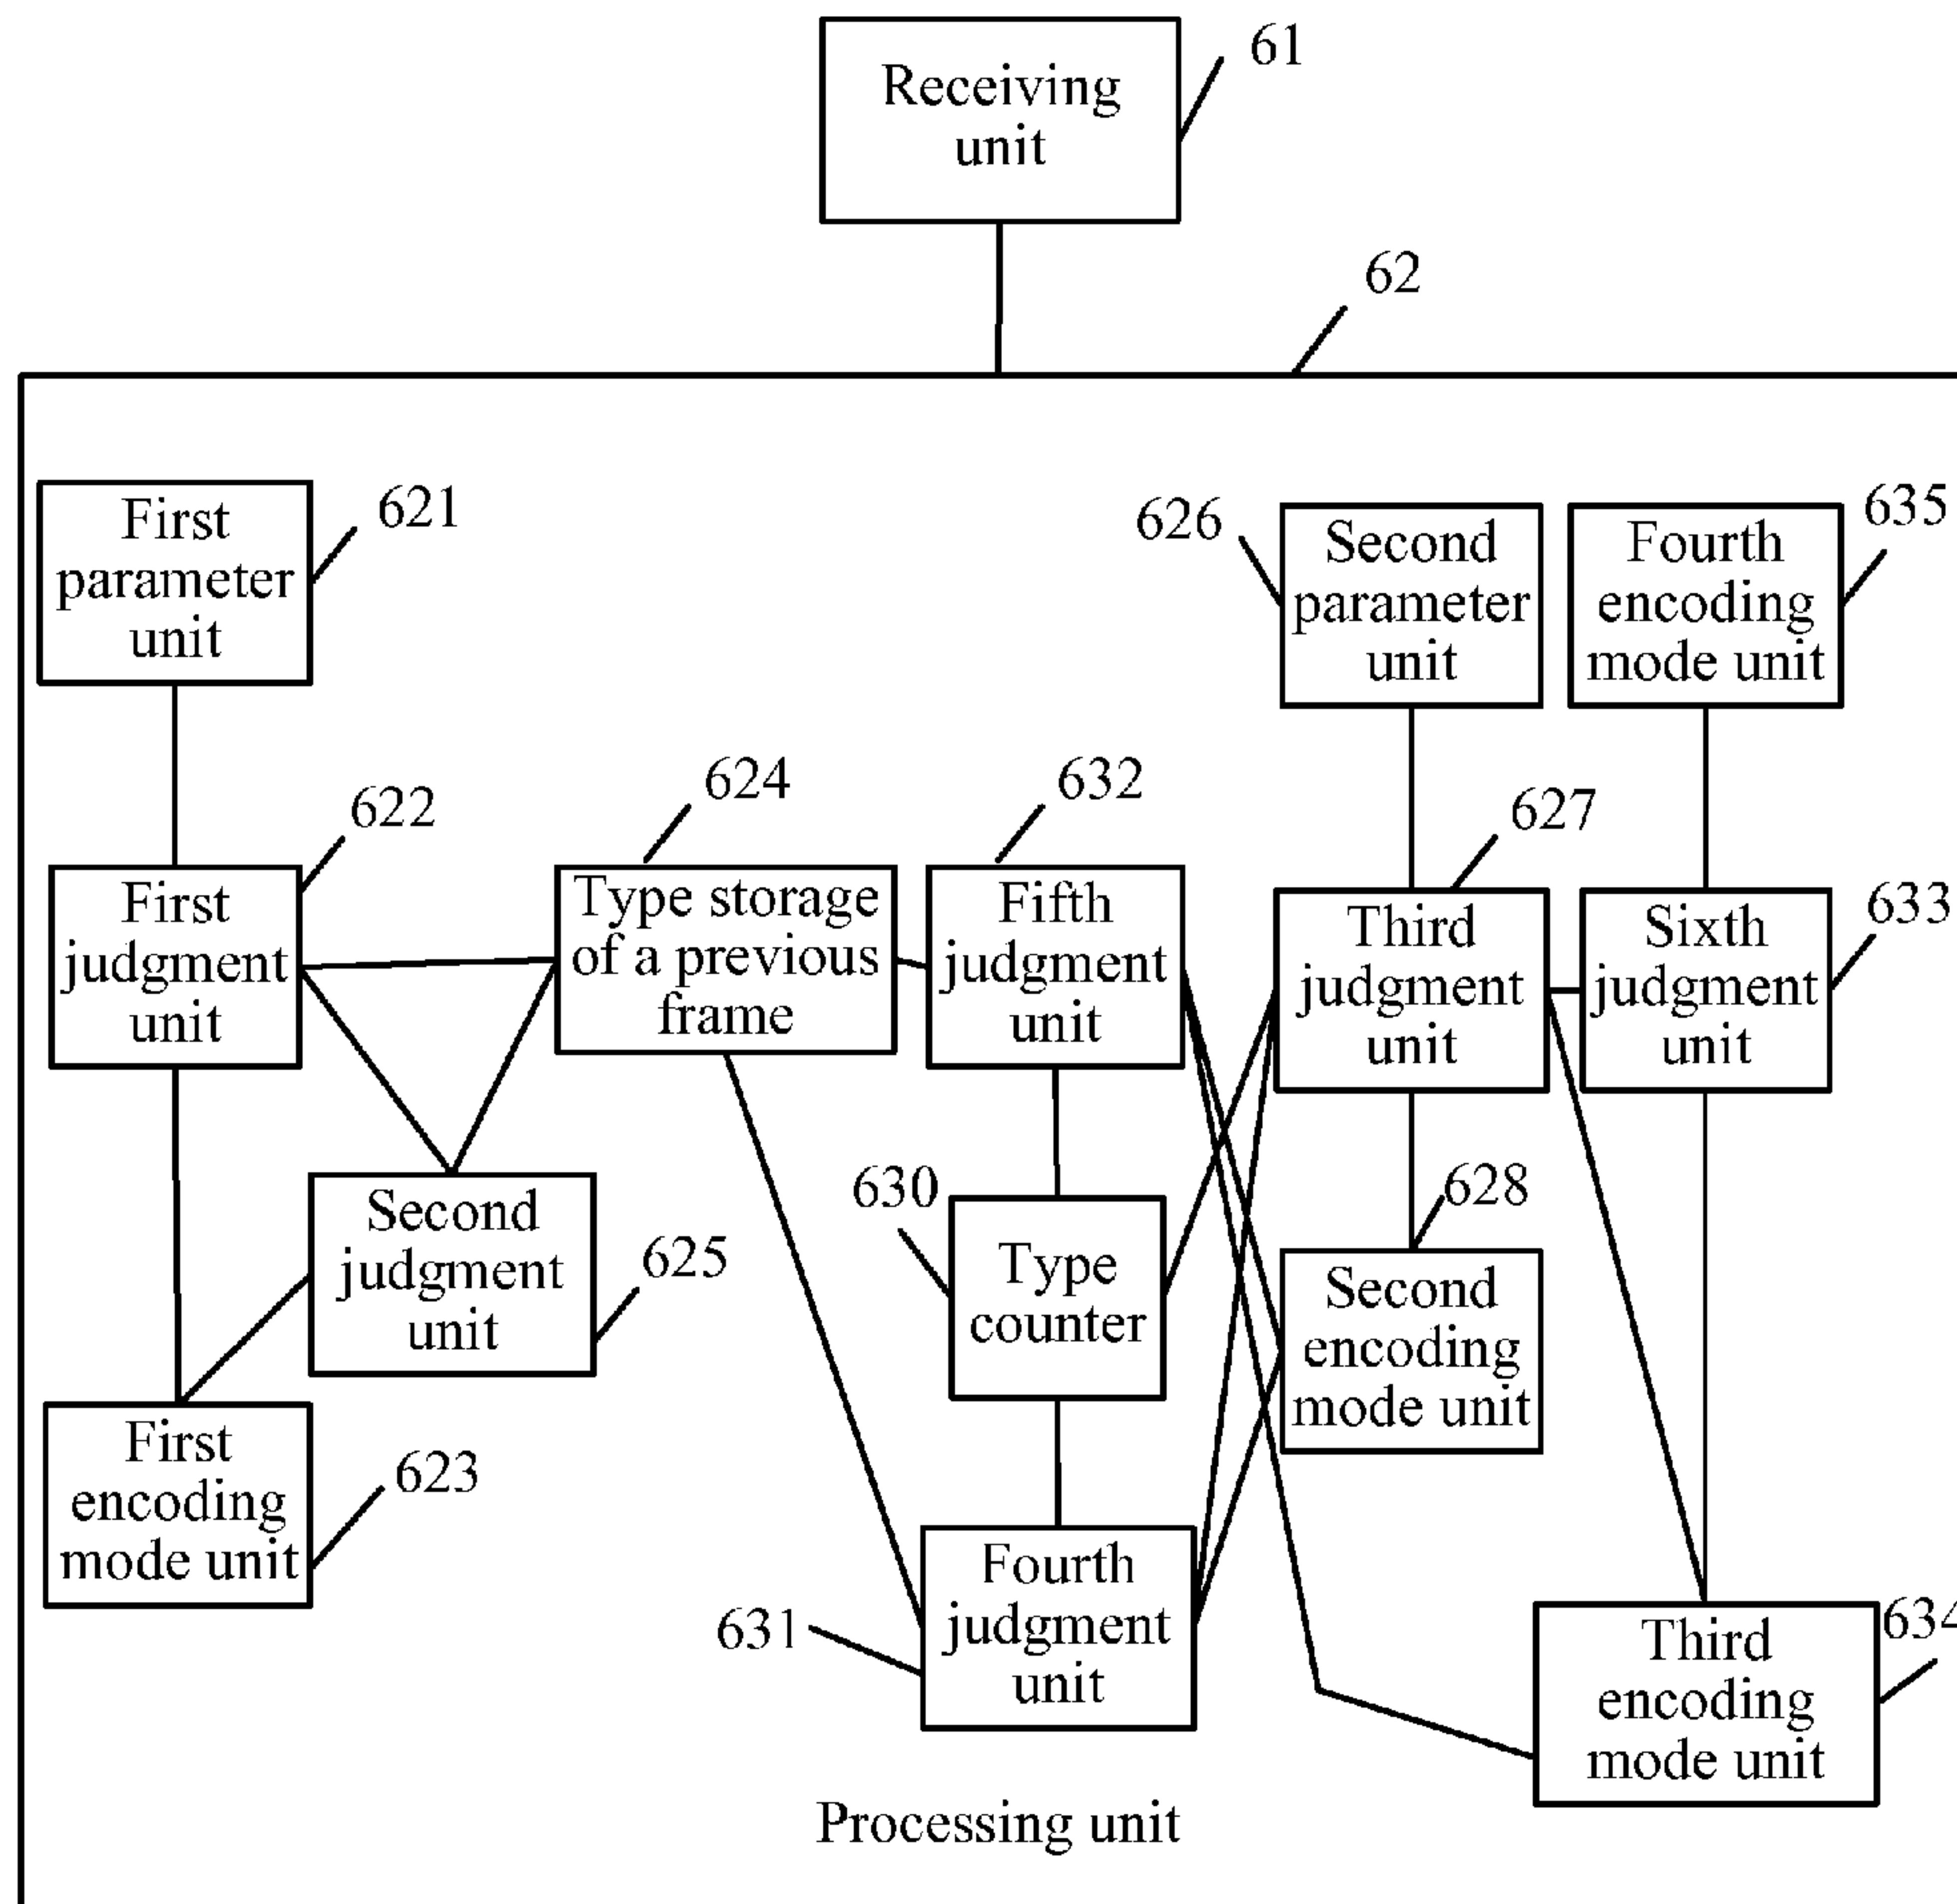 Receiving
unit
61
62
First
parameter
unit
621
626
Second
parameter
unit
Fourth
encoding
mode unit
635
622
624
632
627
First
judgment
unit
Type storage
of a previous
frame
Fifth
judgment
unit
Third
judgment
unit
Sixth
judgment
unit
633
Second
judgment
unit
625
630
Type
counter
628
Second
encoding
mode unit
First
encoding
mode unit
623
631
Fourth
judgment
unit
Third
encoding
mode unit
634
Processing unit